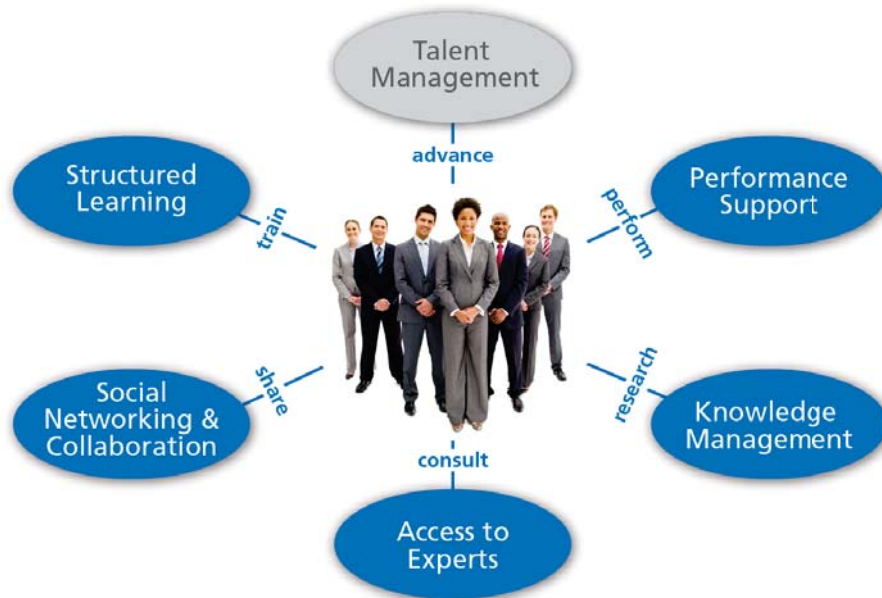 Talent
Management
advance
Structured
Learning
train
perform
Performance
Support
Social
Networking &
Collaboration
share
research
Knowledge
Management
consult
Access to
Experts